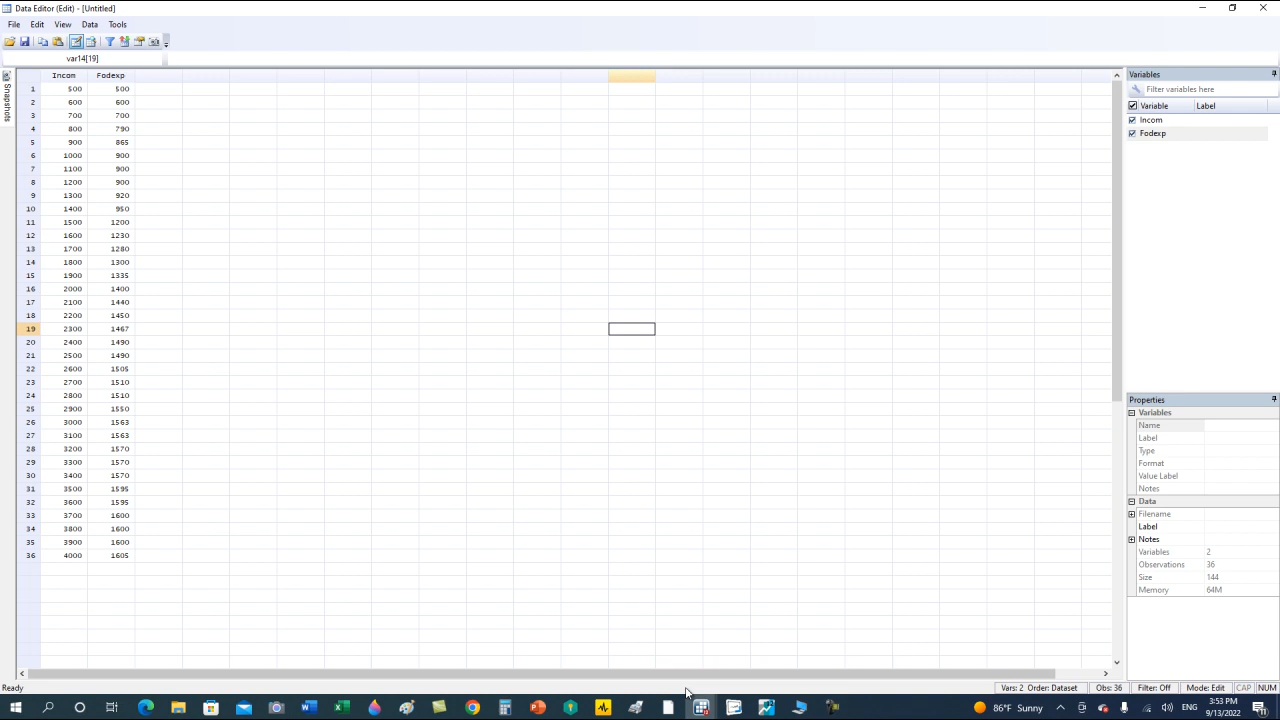 Data Editor (Edit) - [Untitled]
File Edit View Data Tools
var14[19]
Snapshots
Incom Fodexp
1 500 500
2 600 600
3 700 700
4 800 790
5 900 865
6 1000 900
7 1100 900
8 1200 900
9 1300 920
10 1400 950
11 1500 1200
12 1600 1230
13 1700 1280
14 1800 1300
15 1900 1335
16 2000 1400
17 2100 1440
18 2200 1450
19 2300 1467
20 2400 1490
21 2500 1490
22 2600 1505
23 2700 1510
24 2800 1510
25 2900 1550
26 3000 1563
27 3100 1563
28 3200 1570
29 3300 1570
30 3400 1570
31 3500 1595
32 3600 1595
33 3700 1600
34 3800 1600
35 3900 1600
36 4000 1605
Variables
Filter variables here
Variable Label
Incom
Fodexp
Properties
Variables
Name
Label
Type
Format
Value Label
Notes
Data
Filename
Label
Notes
Variables 2
Observations 36
Size 144
Memory 64M
Ready Vars: 2 Order: Dataset Obs: 36 Filter: Off Mode: Edit CAP NUM
86°F Sunny
3:53 PM
9/13/2022